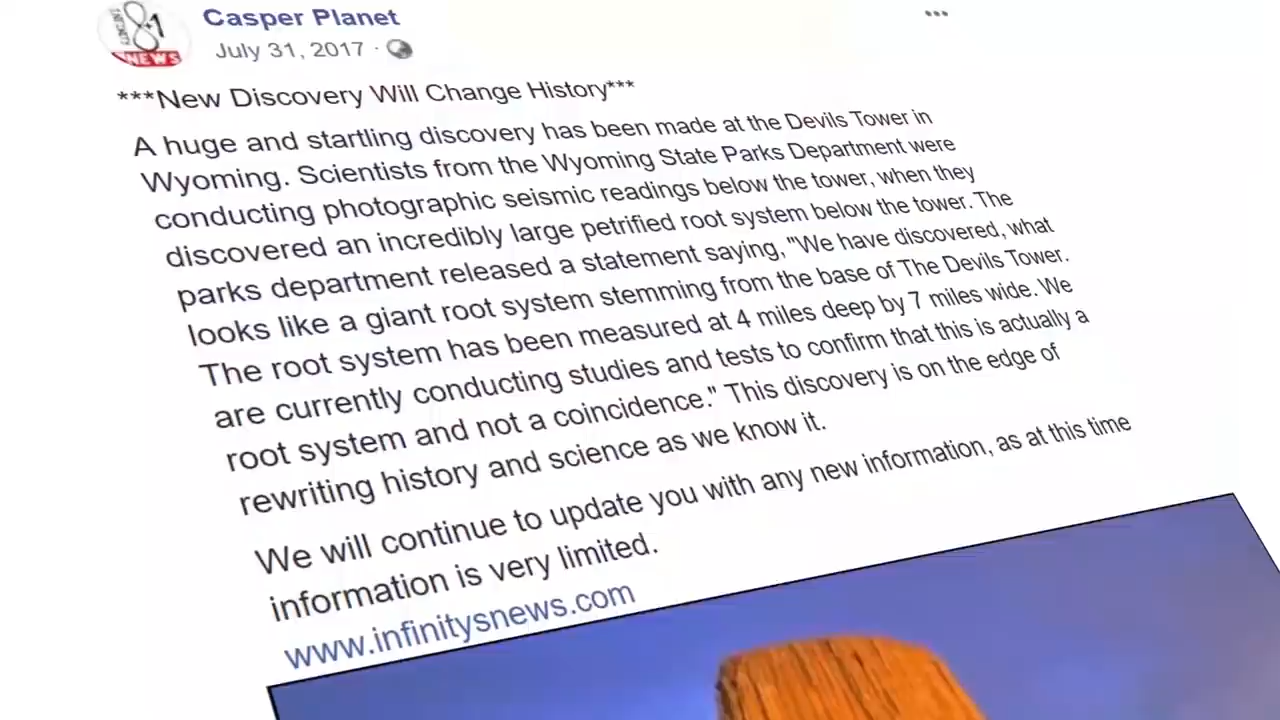 INFINITY
8.1
NEWS
Casper Planet
July 31, 2017 ·
***New Discovery Will Change History***
A huge and startling discovery has been made at the Devils Tower in
Wyoming. Scientists from the Wyoming State Parks Department were
conducting photographic seismic readings below the tower, when they
discovered an incredibly large petrified root system below the tower. The
parks department released a statement saying, "We have discovered, what
looks like a giant root system stemming from the base of The Devils Tower.
The root system has been measured at 4 miles deep by 7 miles wide. We
are currently conducting studies and tests to confirm that this is actually a
root system and not a coincidence." This discovery is on the edge of
rewriting history and science as we know it.
We will continue to update you with any new information, as at this time
information is very limited.
www.infinitysnews.com